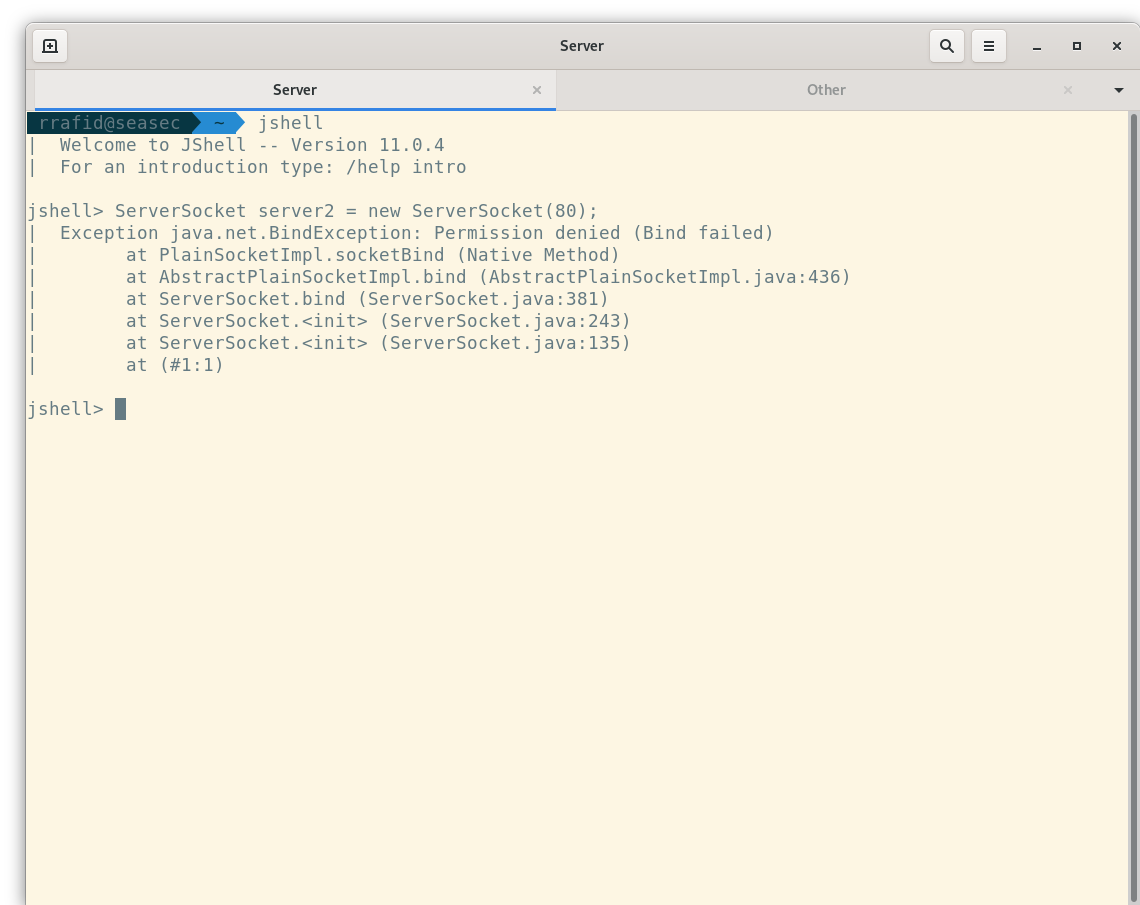 Server
Server Other
rrafid@seasec ~ jshell
| Welcome to JShell -- Version 11.0.4
| For an introduction type: /help intro
jshell> ServerSocket server2 = new ServerSocket(80);
| Exception java.net.BindException: Permission denied (Bind failed)
| at PlainSocketImpl.socketBind (Native Method)
| at AbstractPlainSocketImpl.bind (AbstractPlainSocketImpl.java:436)
| at ServerSocket.bind (ServerSocket.java:381)
| at ServerSocket.<init> (ServerSocket.java:243)
| at ServerSocket.<init> (ServerSocket.java:135)
| at (#1:1)
jshell>